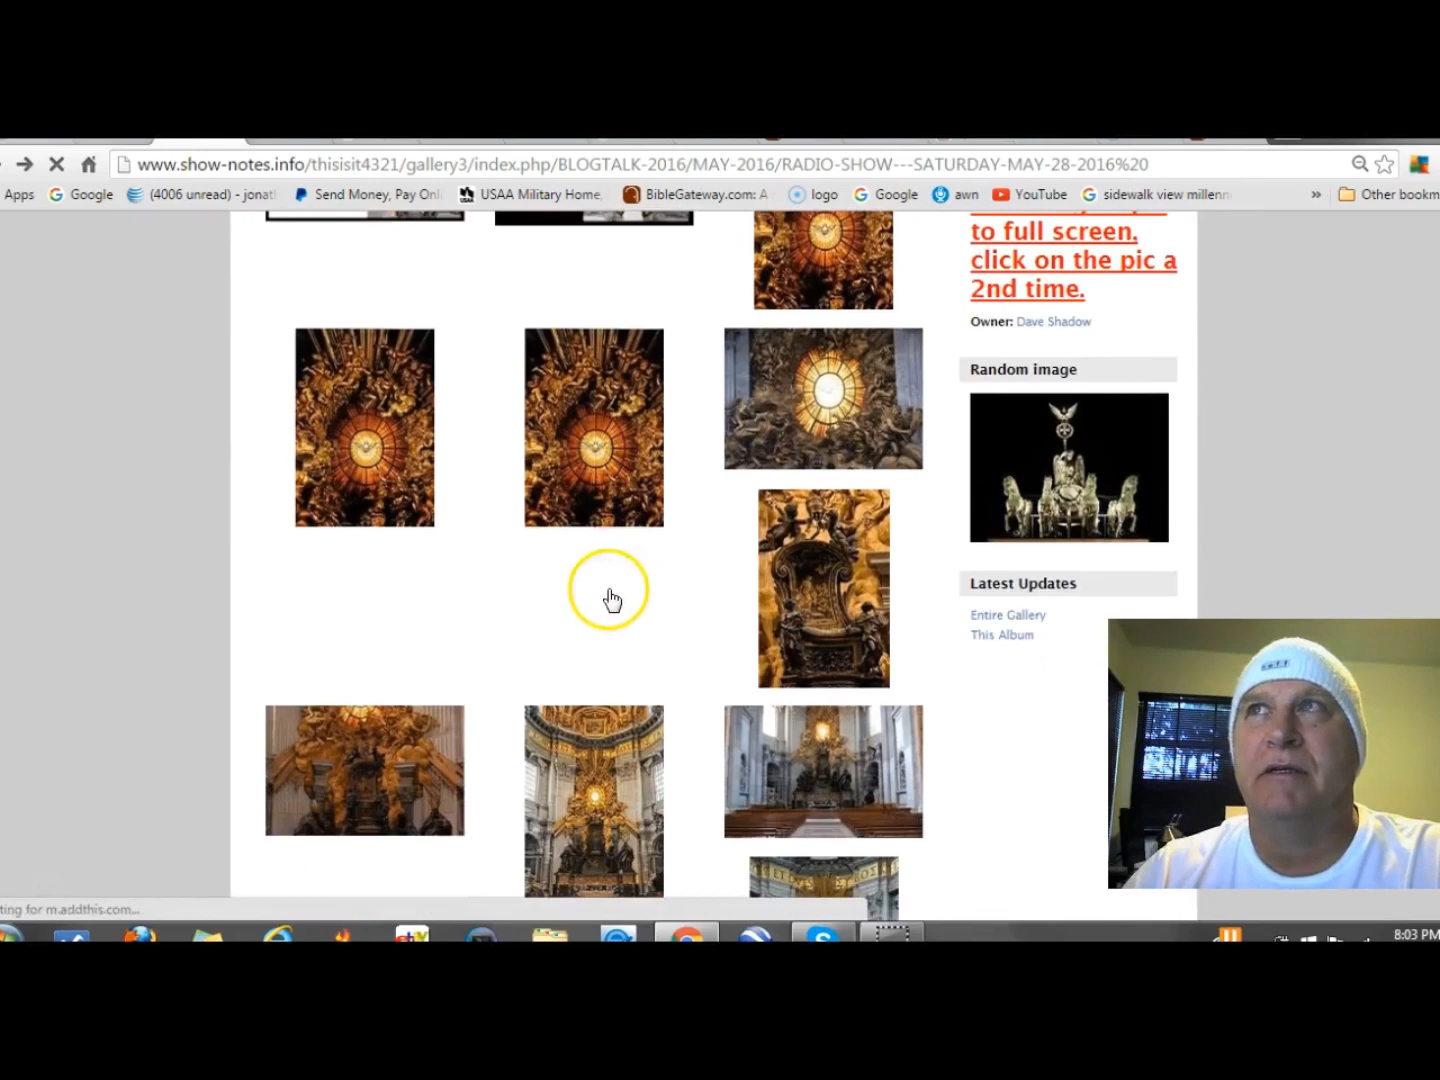 www.show-notes.info/thisisit4321/gallery3/index.php/BLOGTALK-2016/MAY-2016/RADIO-SHOW---SATURDAY-MAY-28-2016%20
Apps Google (4006 unread) - jonat Send Money, Pay Onli USAA Military Home, BibleGateway.com: A logo Google awn YouTube sidewalk view millenn » Other bookm
to full screen,
click on the pic a
2nd time.
Owner: Dave Shadow
Random image
Latest Updates
Entire Gallery
This Album
ting for m.addthis.com...
8:03 PM